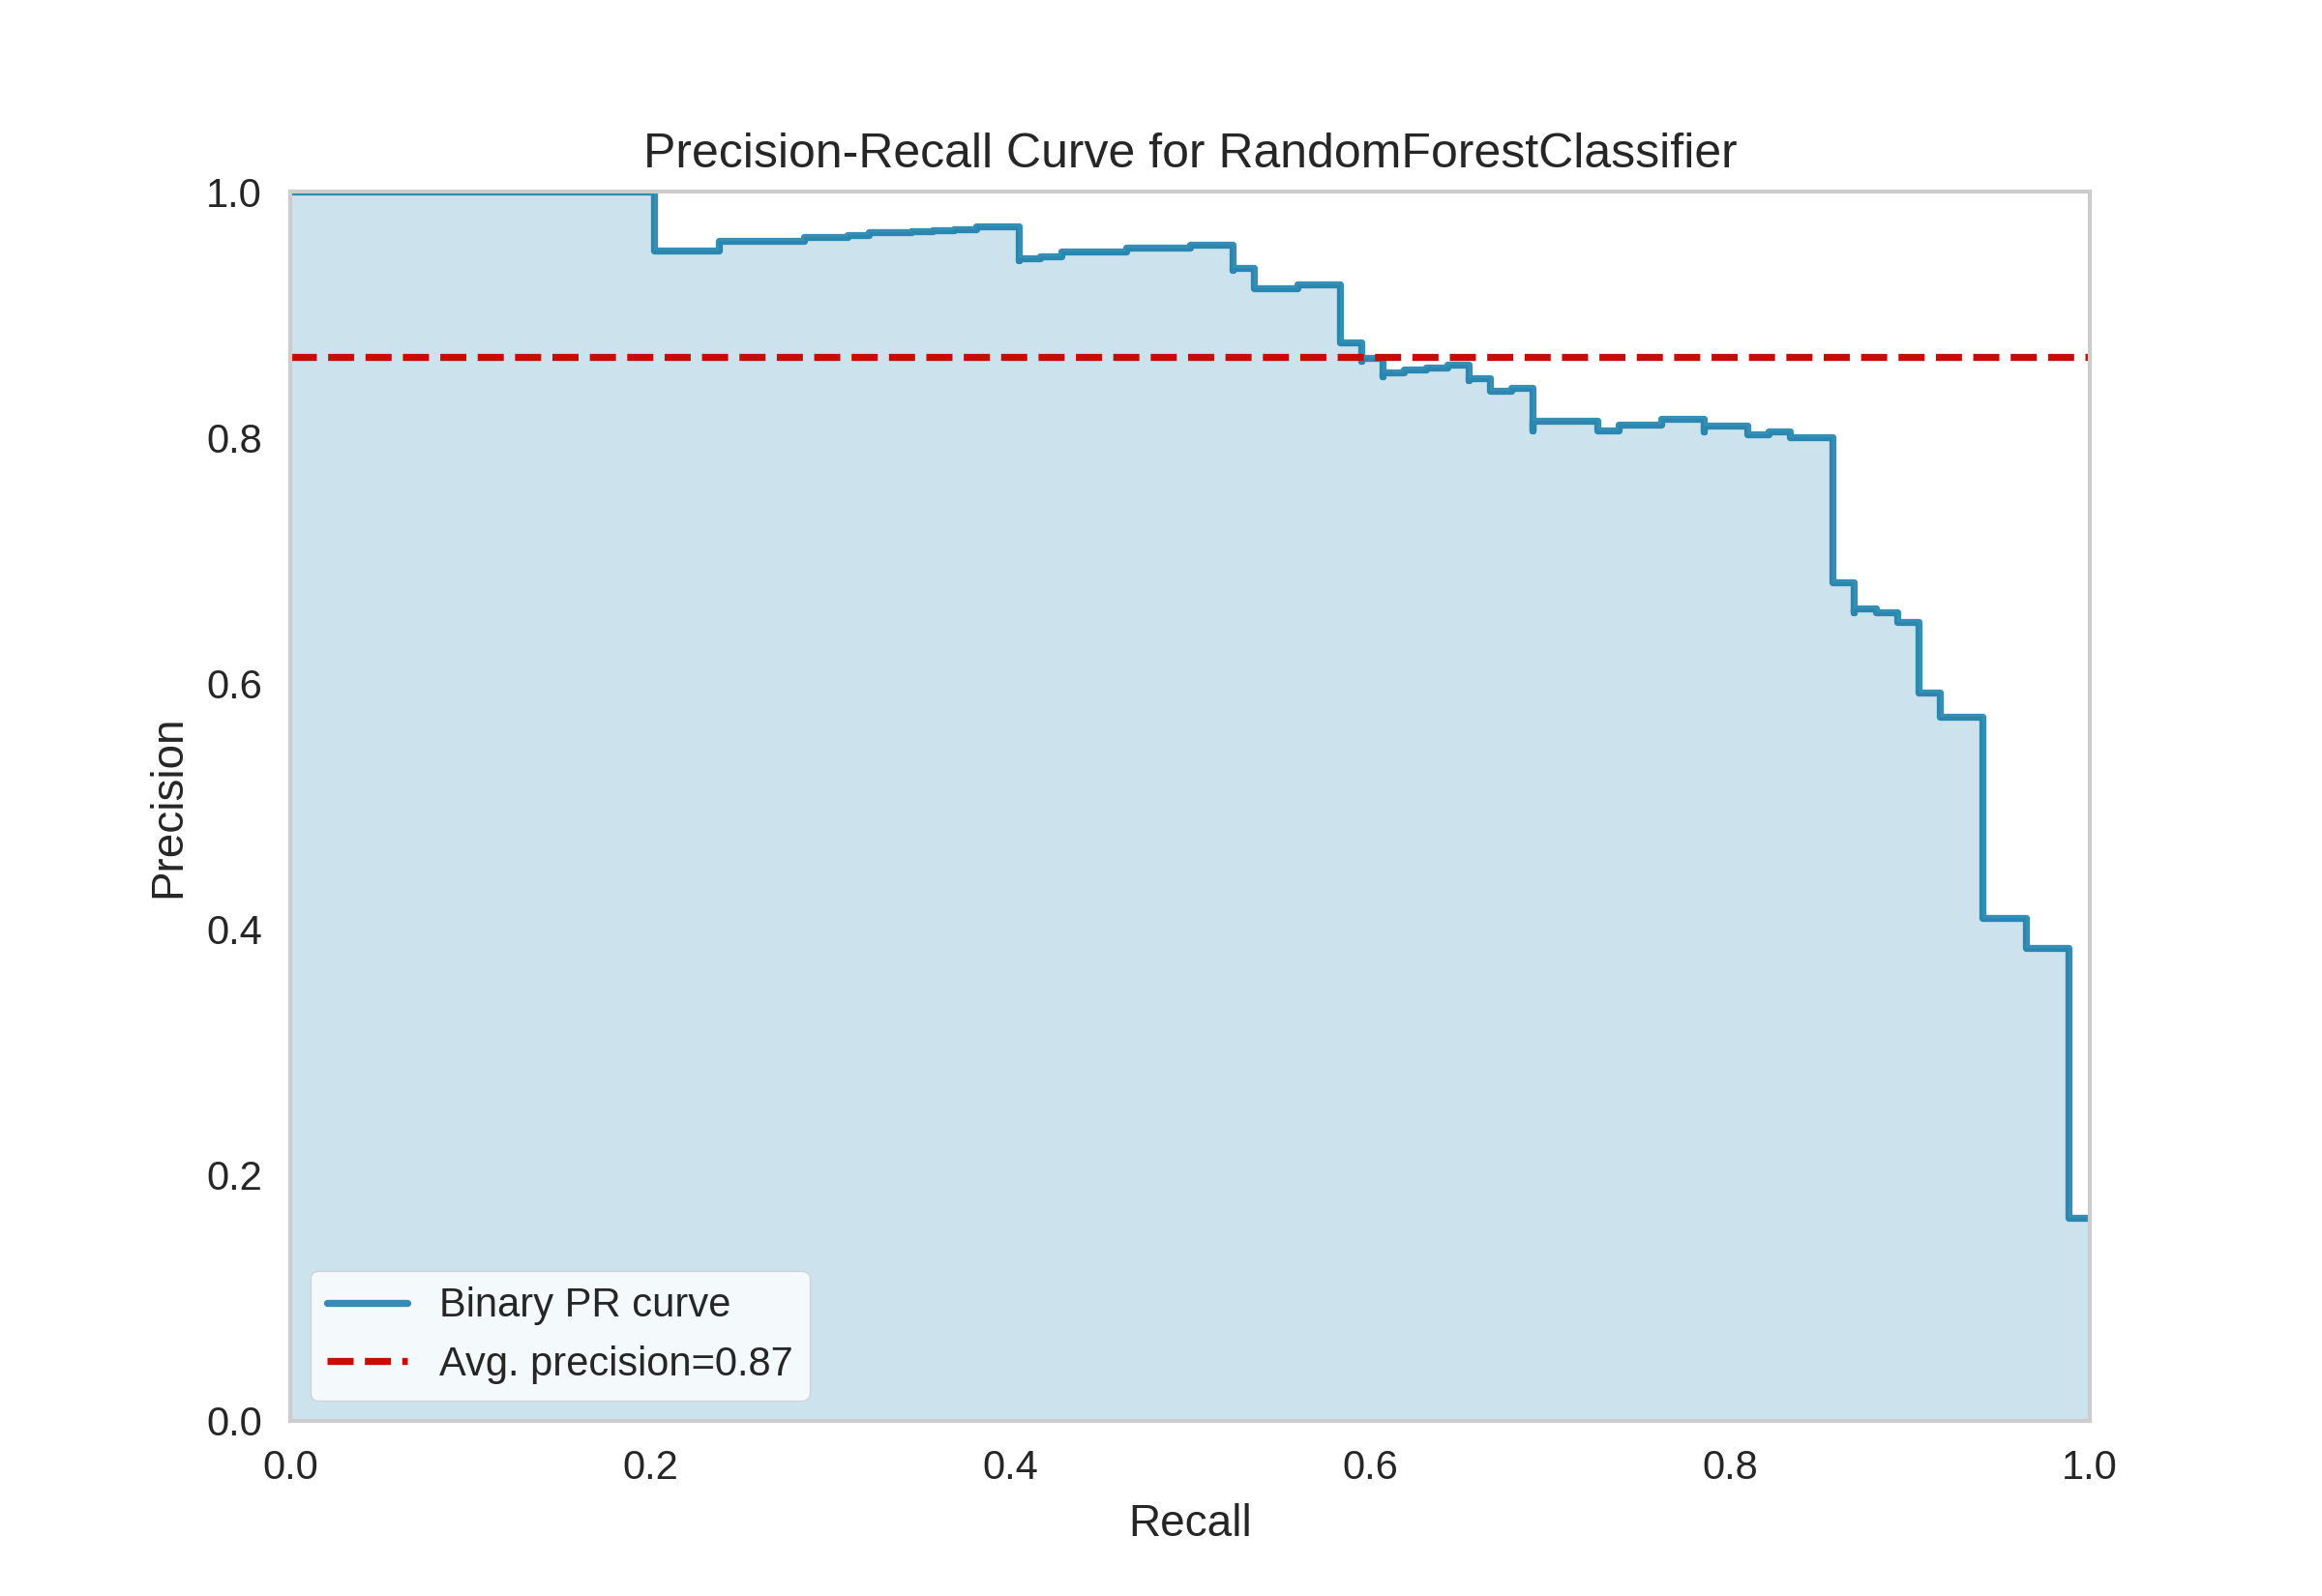 Precision-Recall Curve for RandomForestClassifier
1.0
0.8
0.6
0.4
0.2
0.0
Precision
Binary PR curve
Avg. precision=0.87
0.0 0.2 0.4 0.6 0.8 1.0
Recall